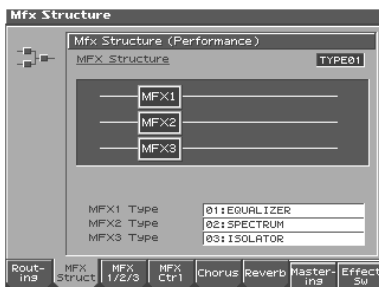 Mfx Structure
Mfx Structure (Performance)
MFX Structure TYPE01
MFX1
MFX2
MFX3
MFX1 Type 01:EQUALIZER
MFX2 Type 02:SPECTRUM
MFX3 Type 03:ISOLATOR
Rout- MFX MFX MFX Chorus Reverb Master- Effect
ing Struct 1/2/3 Ctrl ing Sw